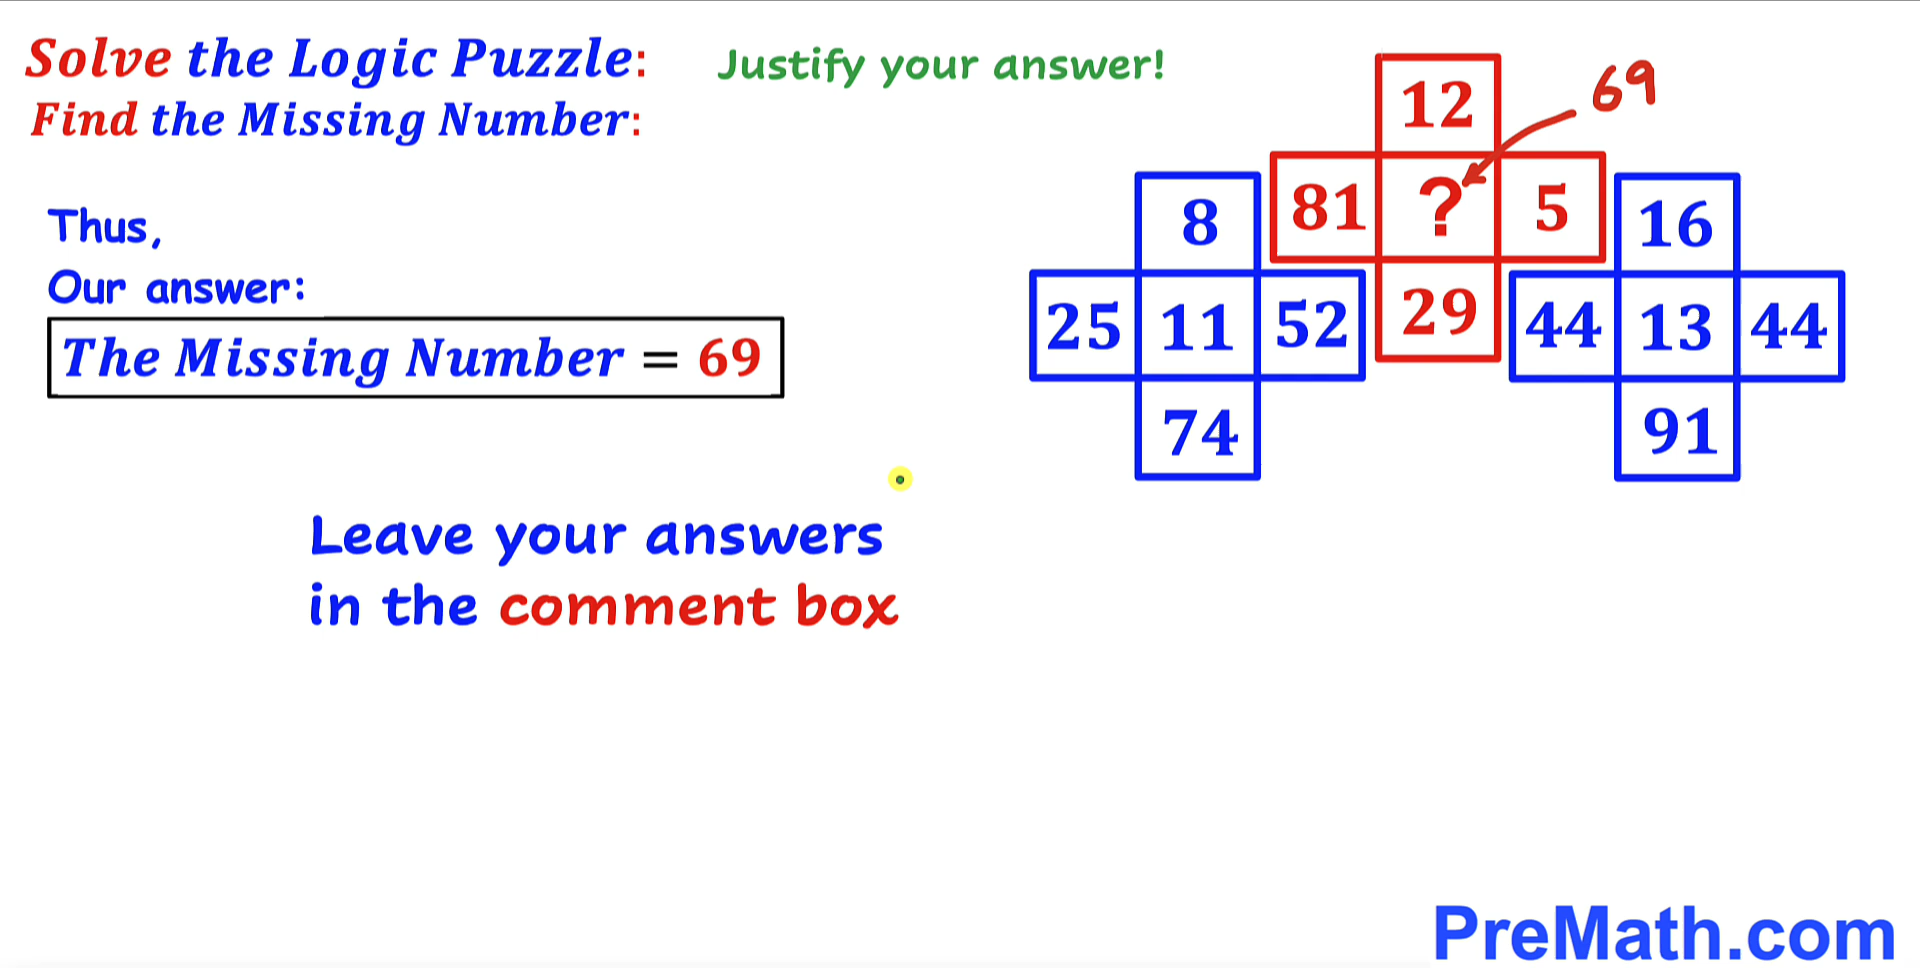 Solve the Logic Puzzle:
Justify your answer!
Find the Missing Number:
Thus,
Our answer:
The Missing Number = 69
Leave your answers
in the comment box
12
69
81 ? 5
29
8
25 11 52
74
16
44 13 44
91
PreMath.com